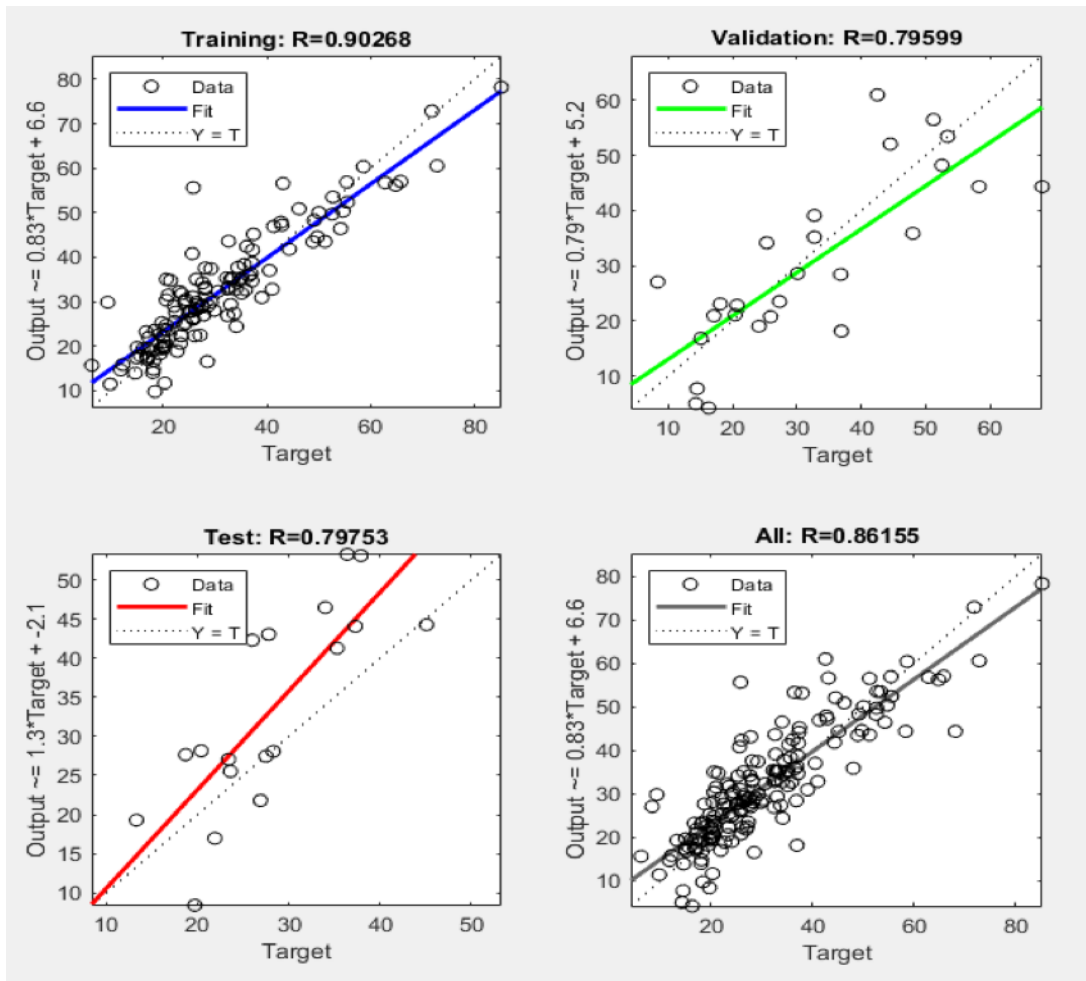 Training: R=0.90268
Output ~= 0.83*Target + 6.6
80
70
60
50
40
30
20
10
Data
Fit
Y = T
20
40
60
80
Target
Validation: R=0.79599
Output ~= 0.79*Target + 5.2
60
50
40
30
20
10
Data
Fit
Y = T
10
20
30
40
50
60
Target
Test: R=0.79753
Output ~= 1.3*Target + -2.1
50
45
40
35
30
25
20
15
10
Data
Fit
Y = T
10
20
30
40
50
Target
All: R=0.86155
Output ~= 0.83*Target + 6.6
80
70
60
50
40
30
20
10
Data
Fit
Y = T
20
40
60
80
Target